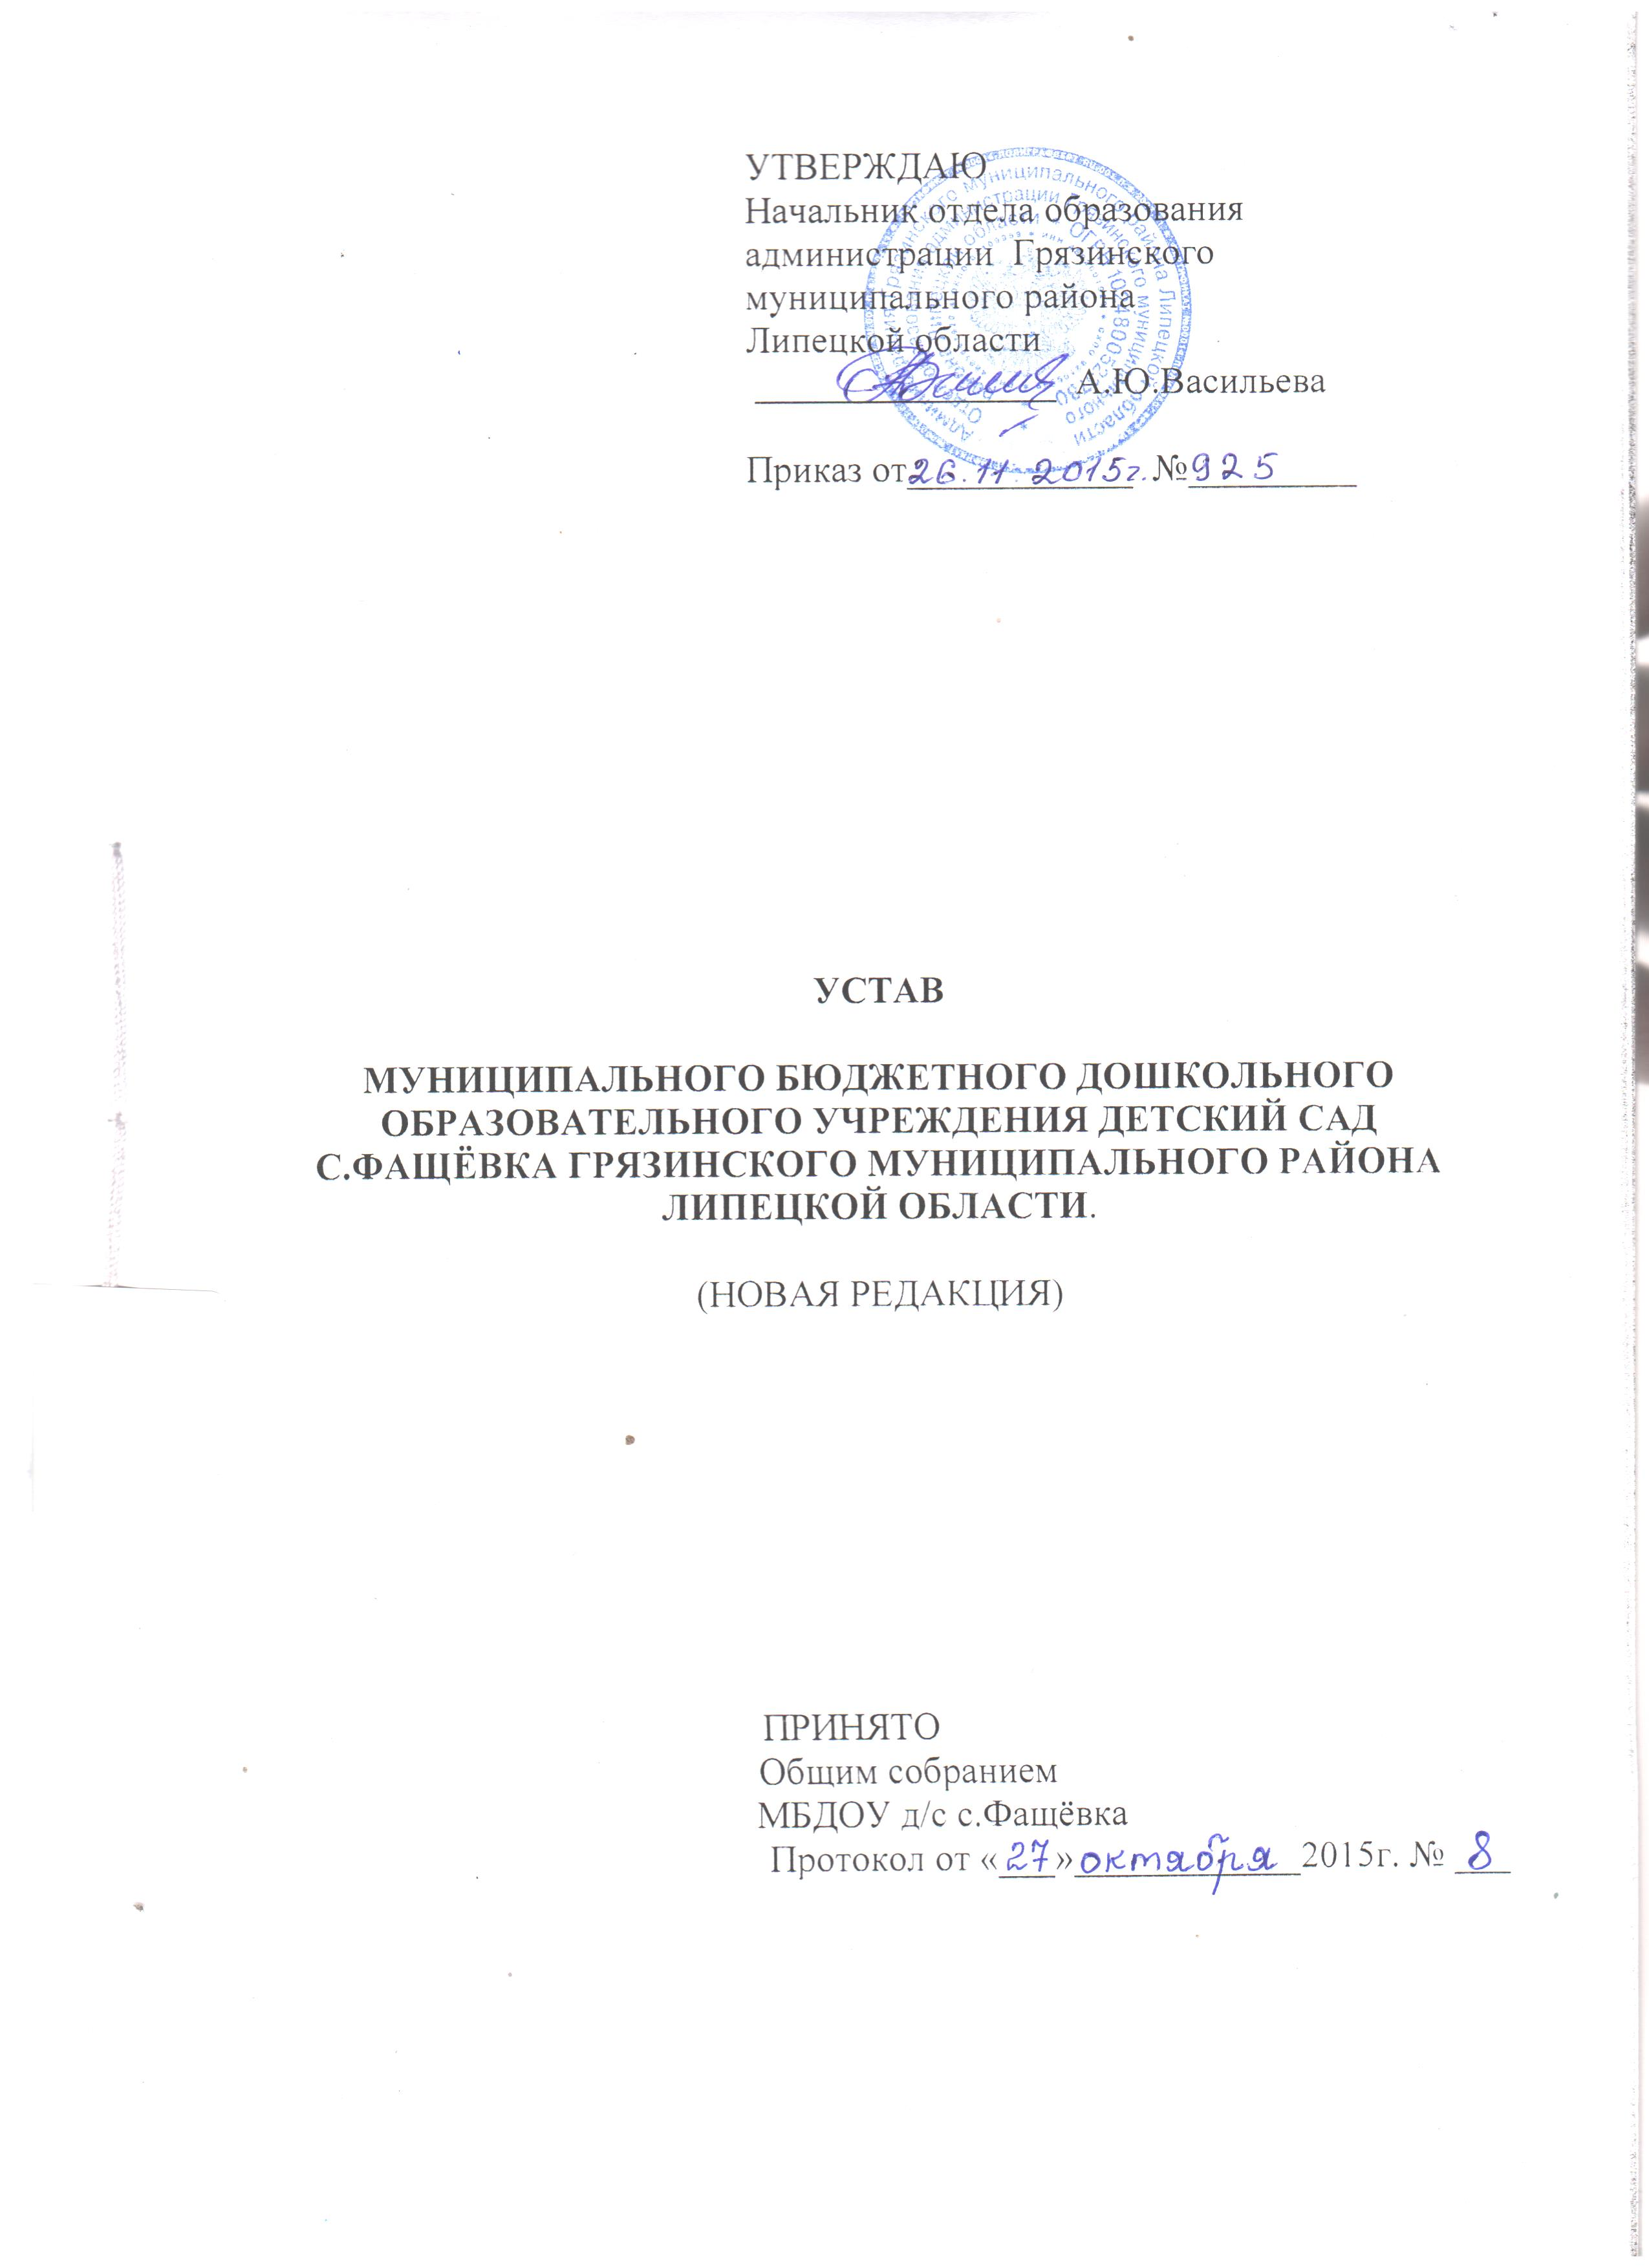 УТВЕРЖДАЮ
Начальник отдела образования
администрации Грязинского
муниципального района
Липецкой области
А.Ю.Васильева
Приказ от 26.11.2015г. №925
УСТАВ
МУНИЦИПАЛЬНОГО БЮДЖЕТНОГО ДОШКОЛЬНОГО
ОБРАЗОВАТЕЛЬНОГО УЧРЕЖДЕНИЯ ДЕТСКИЙ САД
С.ФАЩЁВКА ГРЯЗИНСКОГО МУНИЦИПАЛЬНОГО РАЙОНА
ЛИПЕЦКОЙ ОБЛАСТИ.
(НОВАЯ РЕДАКЦИЯ)
ПРИНЯТО
Общим собранием
МБДОУ д/с с.Фащёвка
Протокол от «27» октября 2015г. № 8